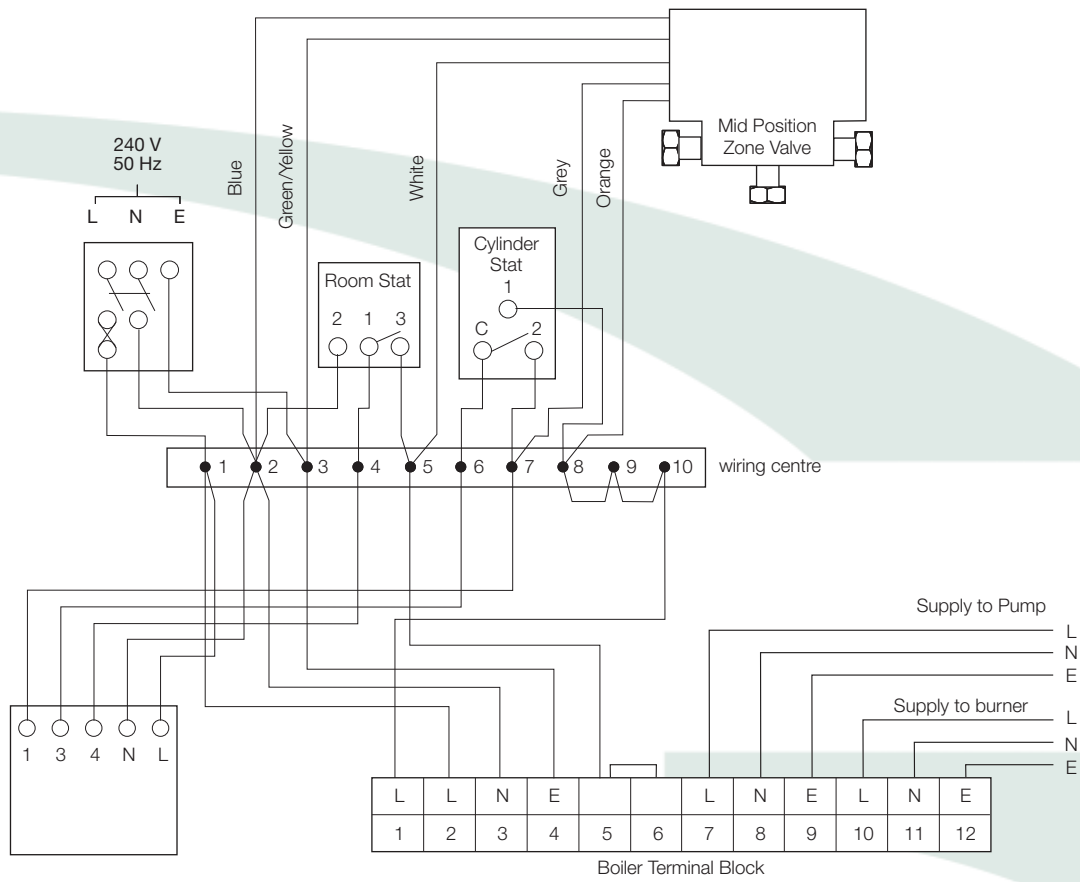 240 V
50 Hz
L N E
Blue
Green/Yellow
White
Grey
Orange
Mid Position
Zone Valve
Room Stat
2 1 3
Cylinder
Stat
1
C 2
1 2 3 4 5 6 7 8 9 10
wiring centre
Supply to Pump
L
N
E
Supply to burner
L
N
E
1 3 4 N L
L L N E L N E L N E
1 2 3 4 5 6 7 8 9 10 11 12
Boiler Terminal Block